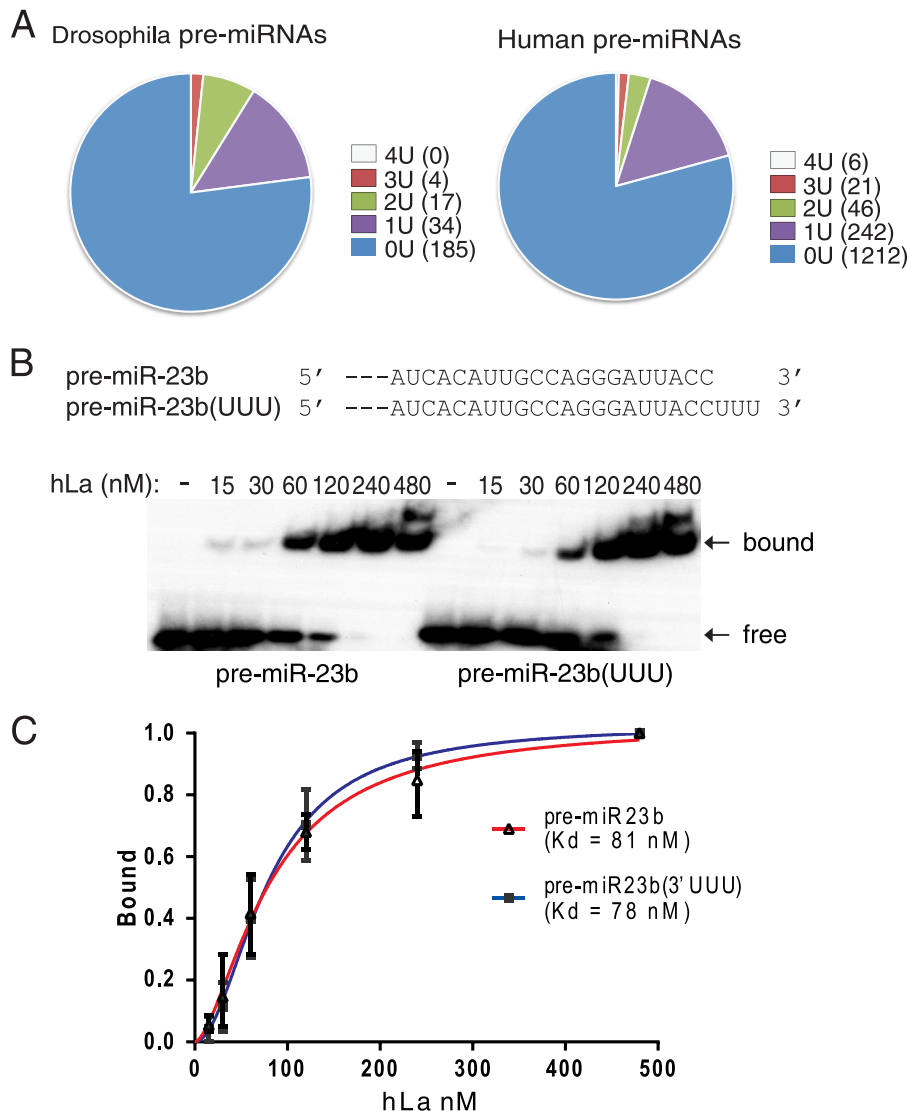 A
Drosophila pre-miRNAs
Human pre-miRNAs
4U (0)
3U (4)
2U (17)
1U (34)
0U (185)
4U (6)
3U (21)
2U (46)
1U (242)
0U (1212)
B
pre-miR-23b 5′ ---AUCACAUUGCCAGGGAUUACC 3′
pre-miR-23b(UUU) 5′ ---AUCACAUUGCCAGGGAUUACCUUU 3′
hLa (nM): - 15 30 60 120 240 480 - 15 30 60 120 240 480
← bound
← free
pre-miR-23b pre-miR-23b(UUU)
C
Bound
1.0
0.8
0.6
0.4
0.2
0.0
0 100 200 300 400 500
hLa nM
pre-miR23b
(Kd = 81 nM)
pre-miR23b(3'UUU)
(Kd = 78 nM)